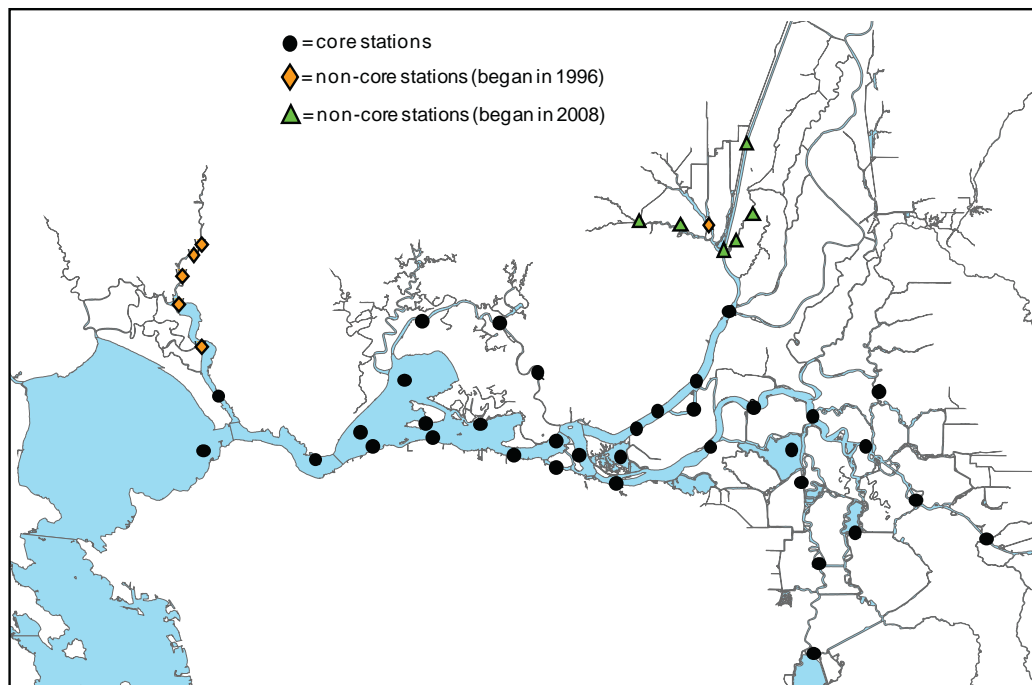 = core stations
= non-core stations (began in 1996)
= non-core stations (began in 2008)